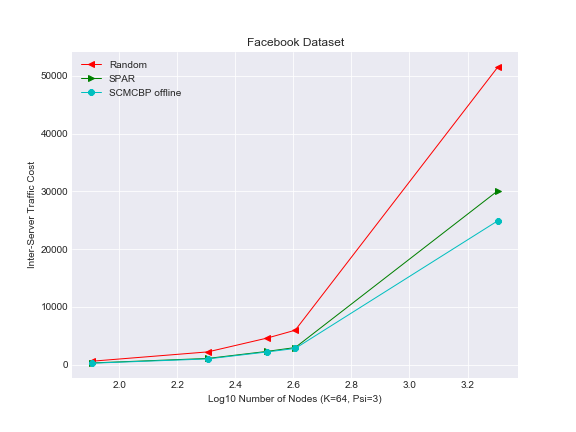 Facebook Dataset
Random
SPAR
SCMCBP offline
Inter-Server Traffic Cost
50000
40000
30000
20000
10000
0
2.0 2.2 2.4 2.6 2.8 3.0 3.2
Log10 Number of Nodes (K=64, Psi=3)